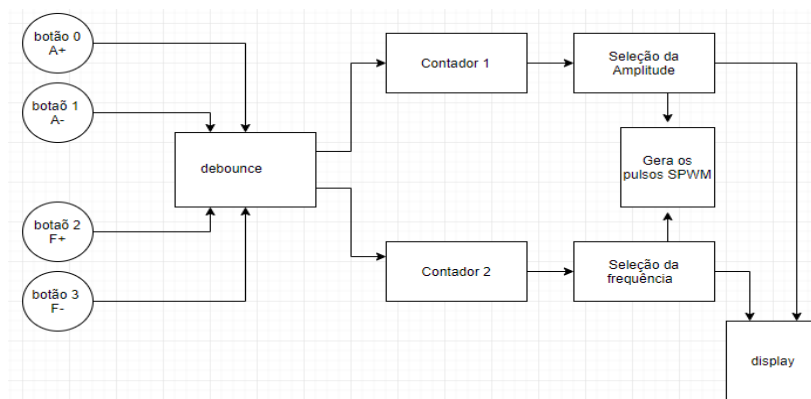 botão 0
A+
botaõ 1
A-
debounce
botaõ 2
F+
botão 3
F-
Contador 1
Seleção da
Amplitude
Gera os
pulsos SPWM
Contador 2
Seleção da
frequência
display